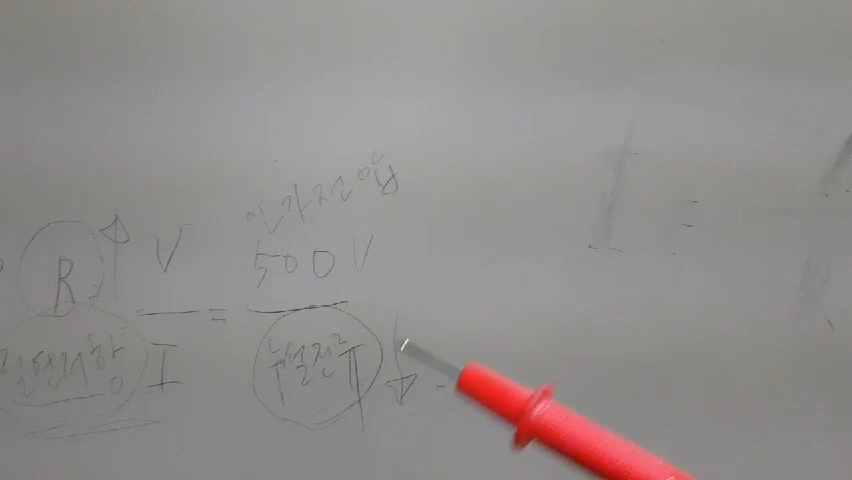 인가전압
R V = 500V
절연저항 I 누설전류
I =